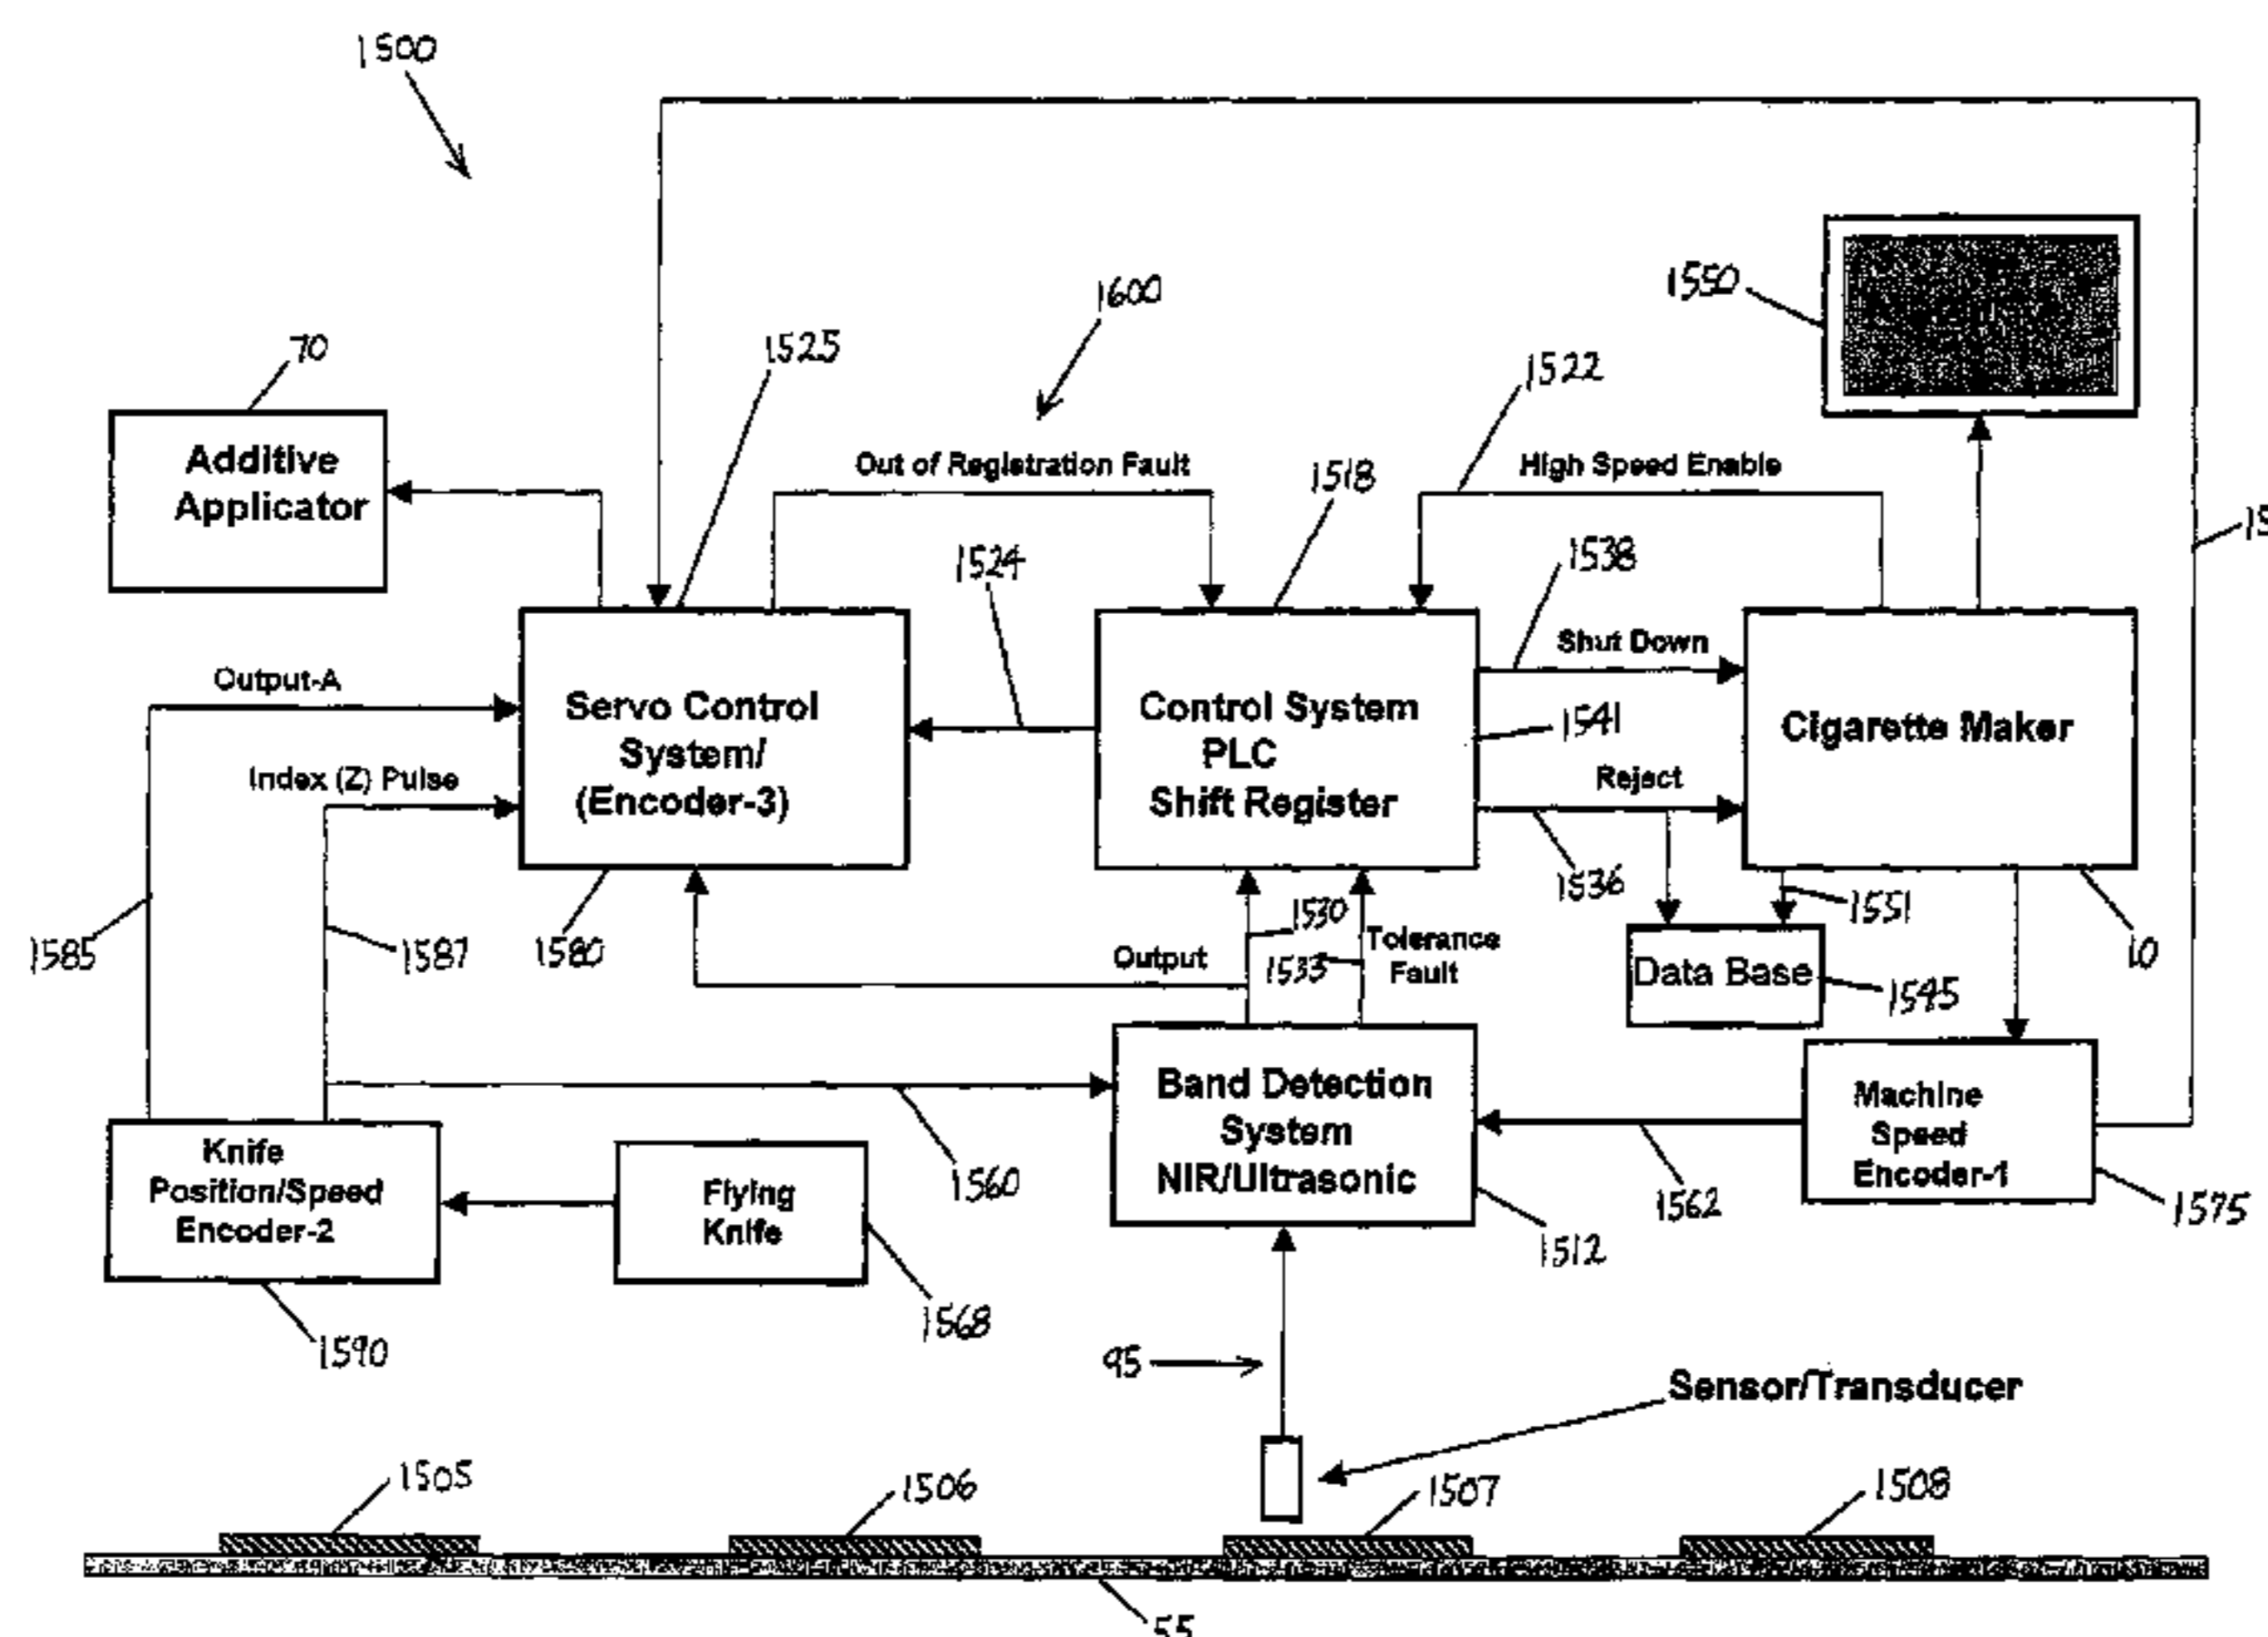 1500
1600
1550
70
1523
1522
Additive
Applicator
Out of Registration Fault
1518
High Speed Enable
1524
1538
Shut Down
Output-A
Servo Control
System/
(Encoder-3)
Control System
PLC
Shift Register
1541
Cigarette Maker
Index (Z) Pulse
Reject
1585
1587
1580
1530
1533
Output
Tolerance
Fault
1536
1551
10
Data Base
1545
Knife
Position/Speed
Encoder-2
Flying
Knife
1560
Band Detection
System
NIR/Ultrasonic
1562
Machine
Speed
Encoder-1
1575
1512
1568
1590
95
Sensor/Transducer
1505
1506
1507
1508
55